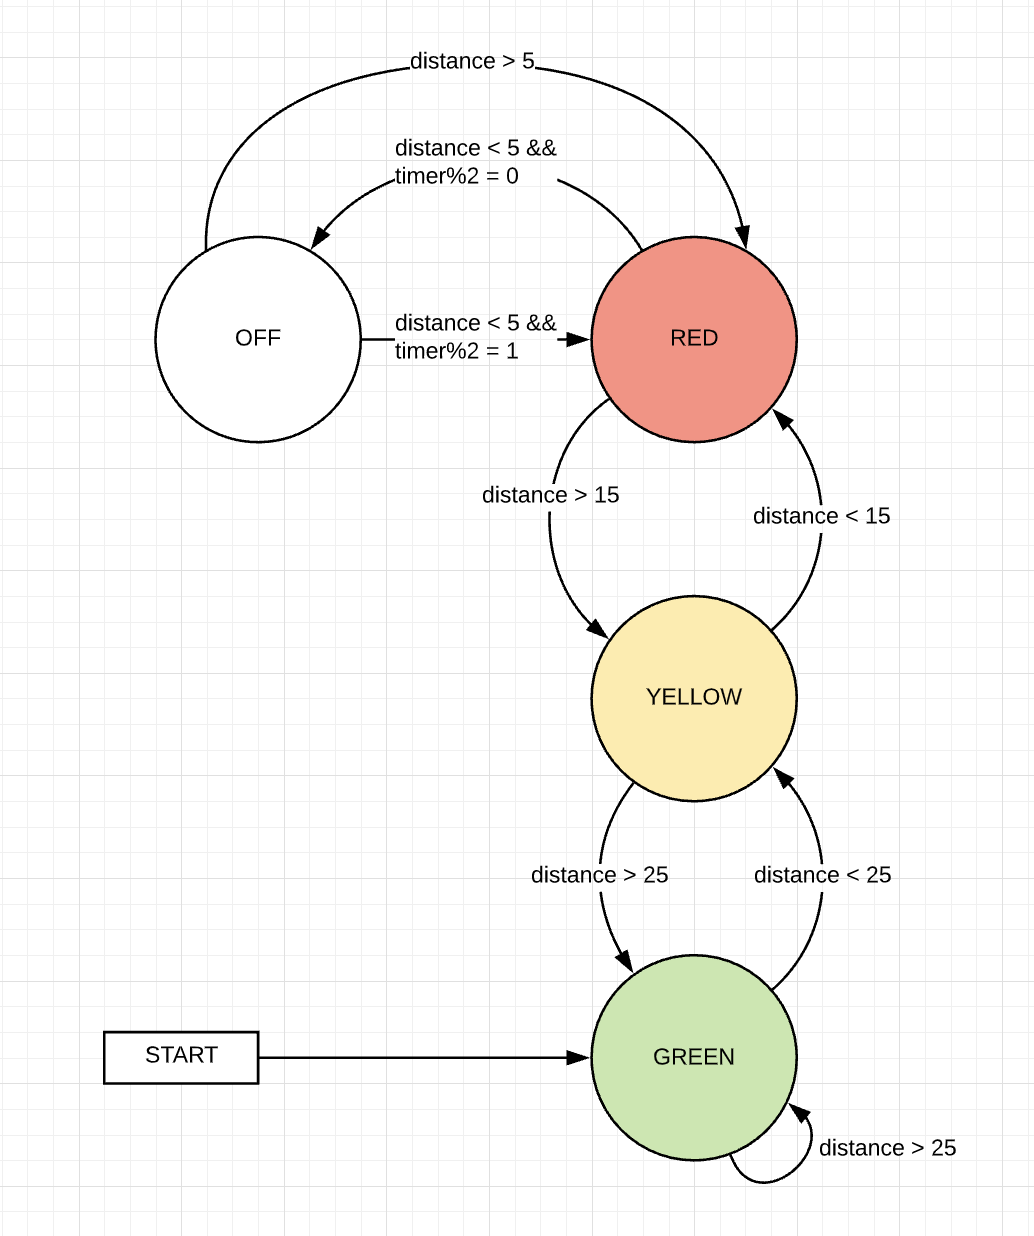 distance > 5
distance < 5 &&
timer%2 = 0
OFF
distance < 5 &&
timer%2 = 1
RED
distance > 15
distance < 15
YELLOW
distance > 25
distance < 25
START
GREEN
distance > 25